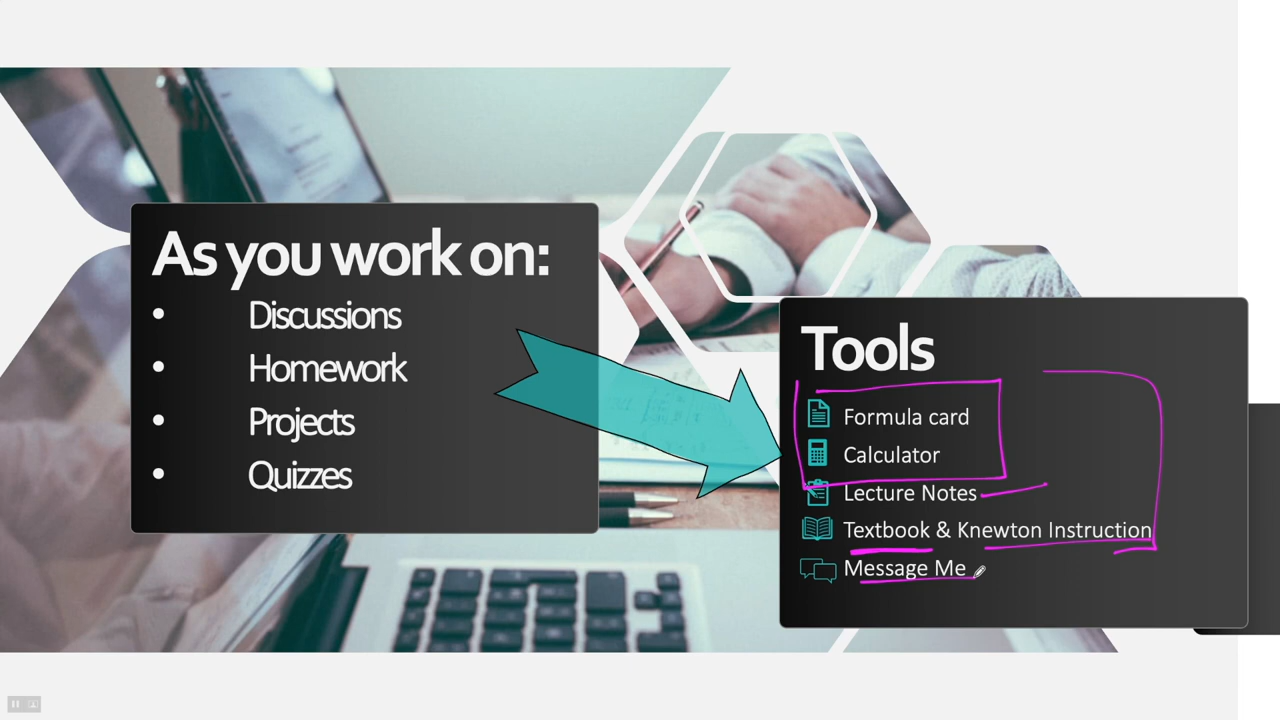 As you work on:
• Discussions
• Homework
• Projects
• Quizzes
Tools
Formula card
Calculator
Lecture Notes
Textbook & Knewton Instruction
Message Me